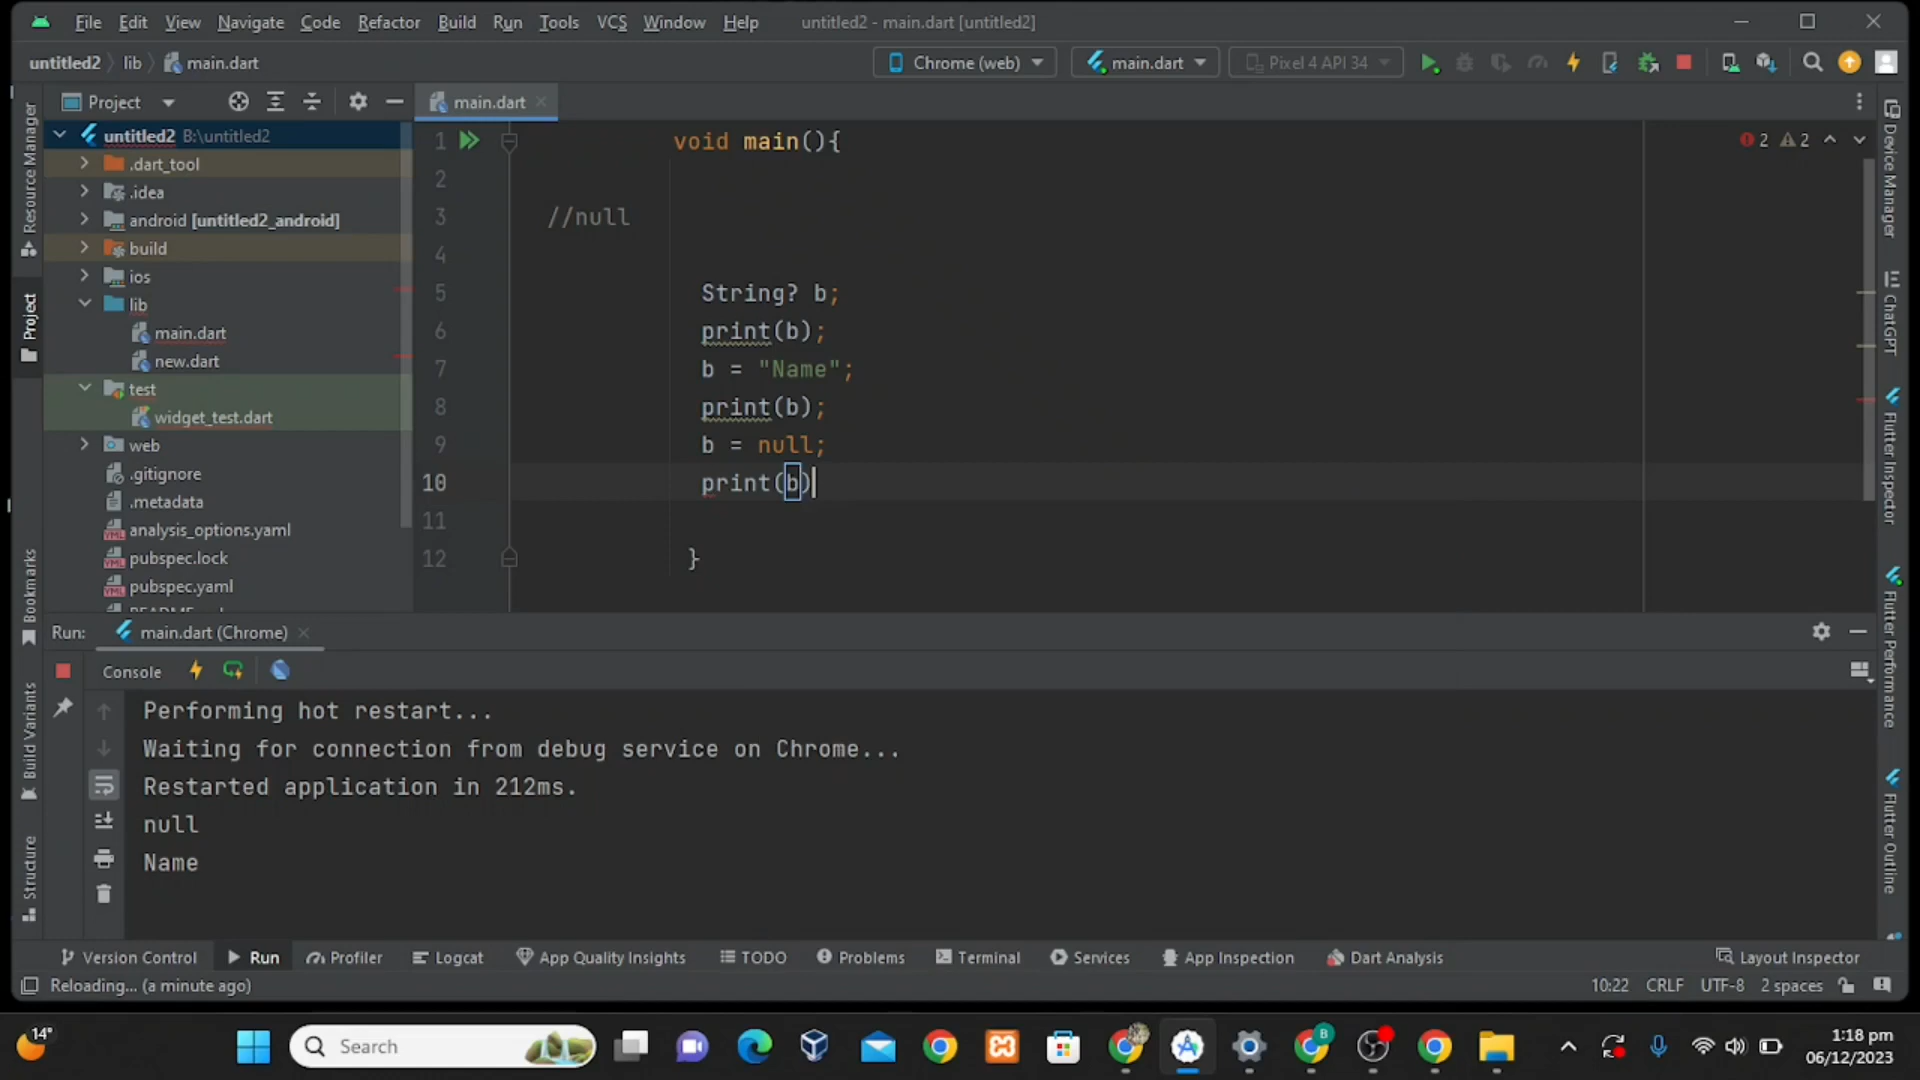 File Edit View Navigate Code Refactor Build Run Tools VCS Window Help untitled2 - main.dart [untitled2]
untitled2 lib main.dart Chrome (web) main.dart Pixel 4 API 34
Project main.dart
Resource Manager
Project
Bookmarks
Build Variants
Structure
untitled2 B:\untitled2
.dart_tool
.idea
android [untitled2_android]
build
ios
lib
main.dart
new.dart
test
widget_test.dart
web
.gitignore
.metadata
analysis_options.yaml
pubspec.lock
pubspec.yaml
1 void main(){
2
3 //null
4
5 String? b;
6 print(b);
7 b = "Name";
8 print(b);
9 b = null;
10 print(b)
11
12 }
2 2
Device Manager
ChatGPT
Flutter Inspector
Flutter Performance
Flutter Outline
Run: main.dart (Chrome)
Console
Performing hot restart...
Waiting for connection from debug service on Chrome...
Restarted application in 212ms.
null
Name
Version Control Run Profiler Logcat App Quality Insights TODO Problems Terminal Services App Inspection Dart Analysis Layout Inspector
Reloading... (a minute ago) 10:22 CRLF UTF-8 2 spaces
14° Search B 1:18 pm
06/12/2023